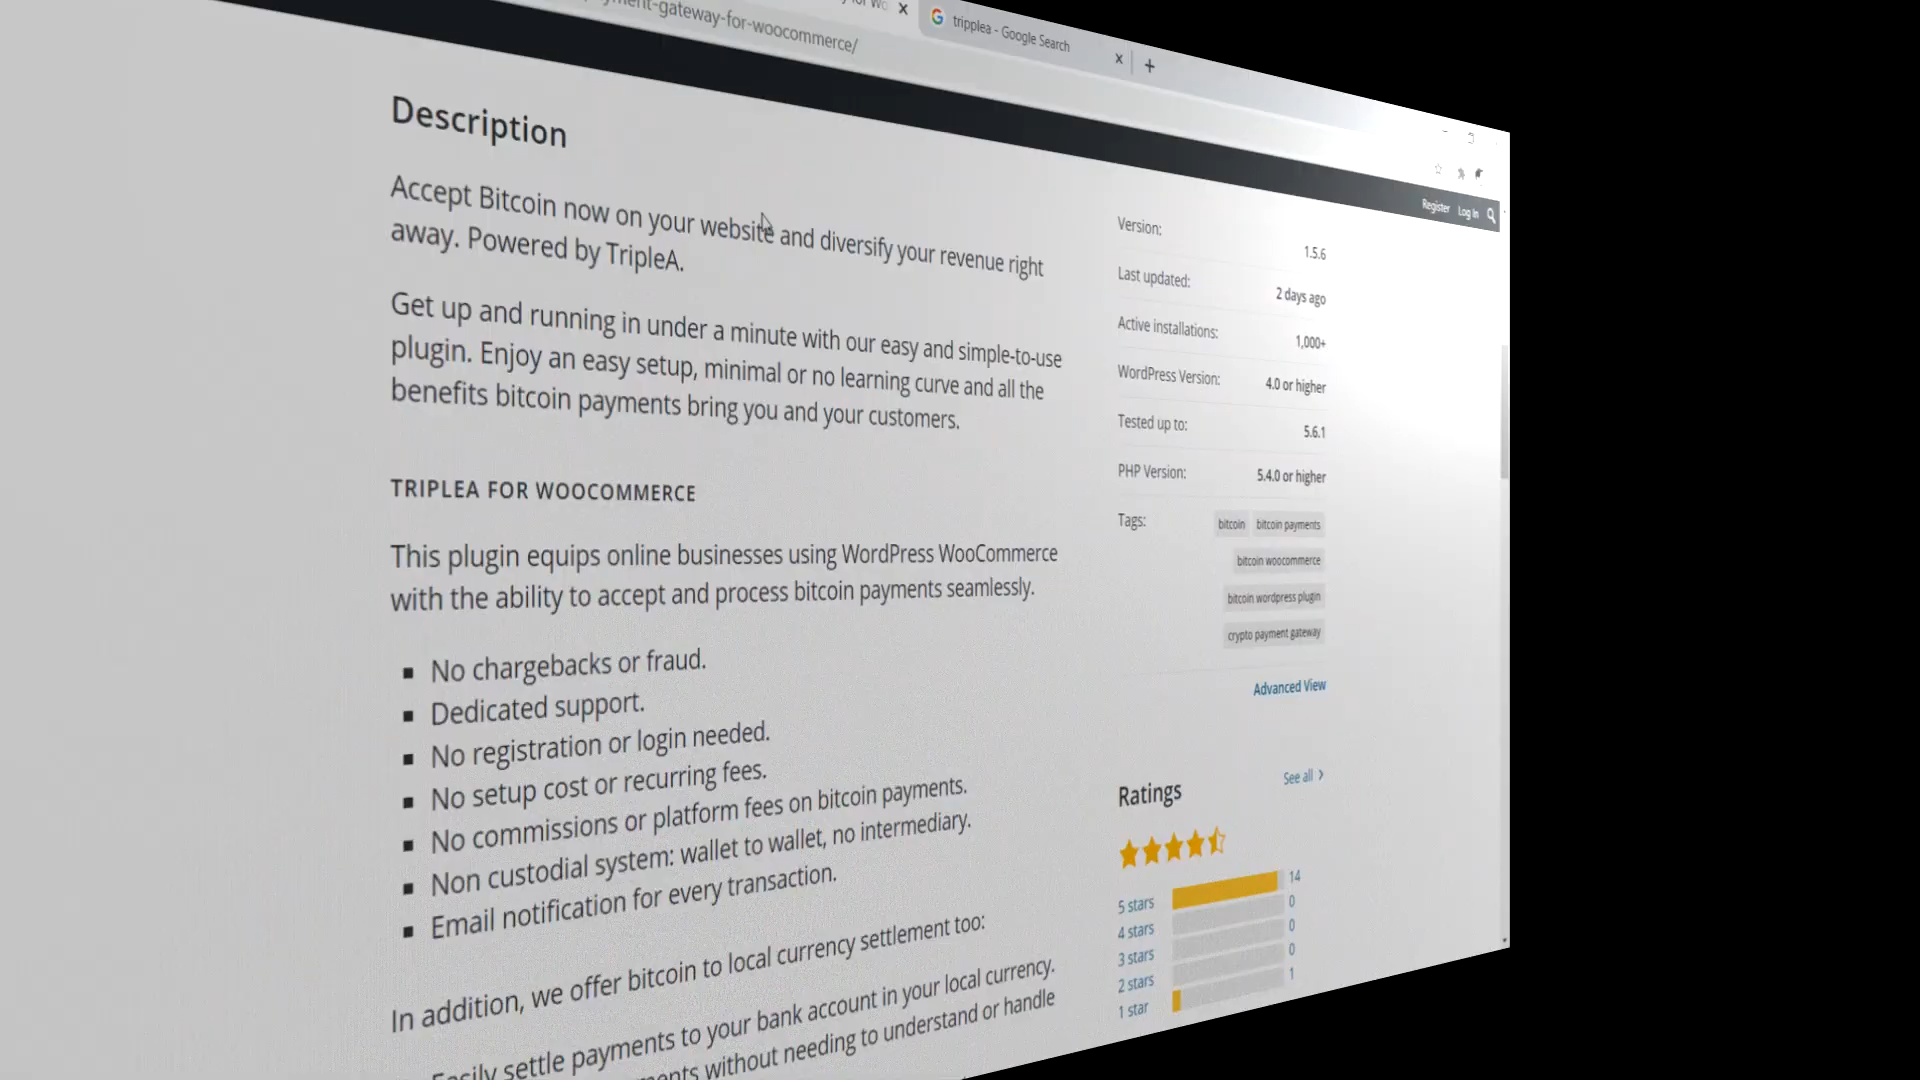 tripplea - Google Search
yment-gateway-for-woocommerce/
Register Log In
Description
Accept Bitcoin now on your website and diversify your revenue right
away. Powered by TripleA.
Get up and running in under a minute with our easy and simple-to-use
plugin. Enjoy an easy setup, minimal or no learning curve and all the
benefits bitcoin payments bring you and your customers.
TRIPLEA FOR WOOCOMMERCE
This plugin equips online businesses using WordPress WooCommerce
with the ability to accept and process bitcoin payments seamlessly.
No chargebacks or fraud.
Dedicated support.
No registration or login needed.
No setup cost or recurring fees.
No commissions or platform fees on bitcoin payments.
Non custodial system: wallet to wallet, no intermediary.
Email notification for every transaction.
In addition, we offer bitcoin to local currency settlement too:
Easily settle payments to your bank account in your local currency.
without needing to understand or handle
Version: 1.5.6
Last updated: 2 days ago
Active installations: 1,000+
WordPress Version: 4.0 or higher
Tested up to: 5.6.1
PHP Version: 5.4.0 or higher
Tags: bitcoin bitcoin payments
bitcoin woocommerce
bitcoin wordpress plugin
crypto payment gateway
Advanced View
Ratings See all
5 stars 14
4 stars 0
3 stars 0
2 stars 0
1 star 1